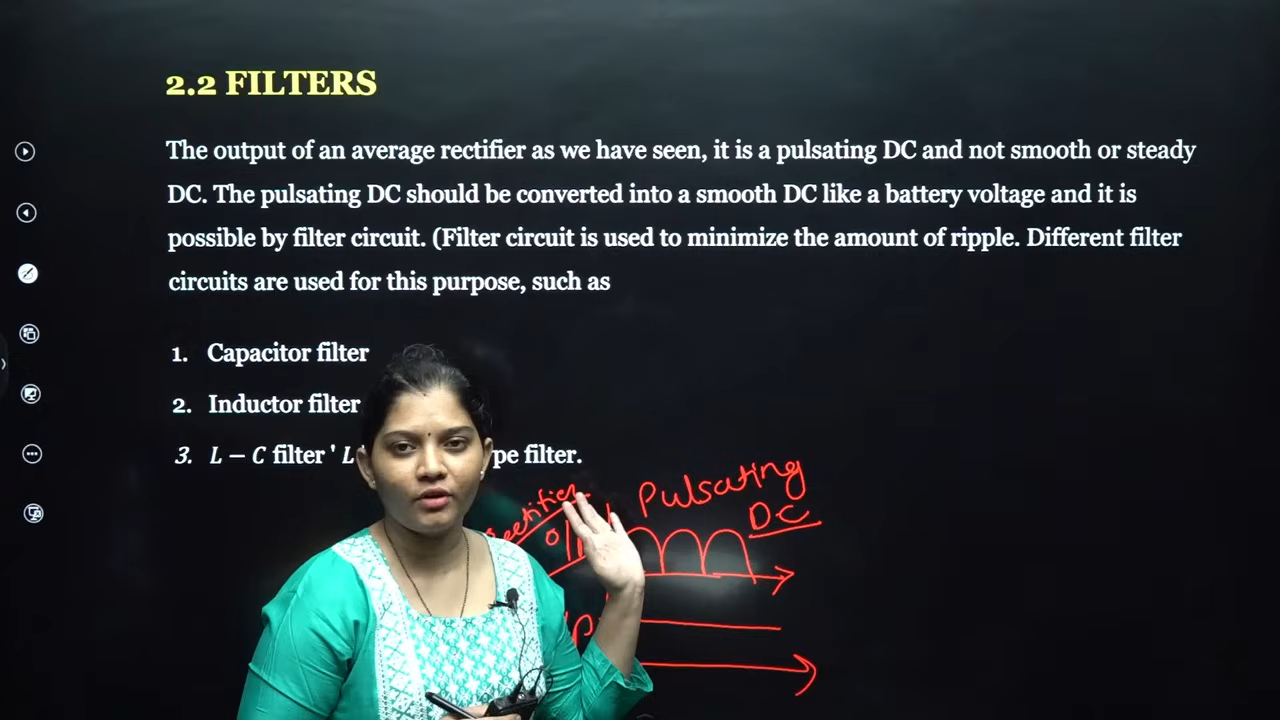 2.2 FILTERS
The output of an average rectifier as we have seen, it is a pulsating DC and not smooth or steady
DC. The pulsating DC should be converted into a smooth DC like a battery voltage and it is
possible by filter circuit. (Filter circuit is used to minimize the amount of ripple. Different filter
circuits are used for this purpose, such as
1. Capacitor filter
2. Inductor filter
3. L – C filter ' L pe filter.
Pulsating
DC